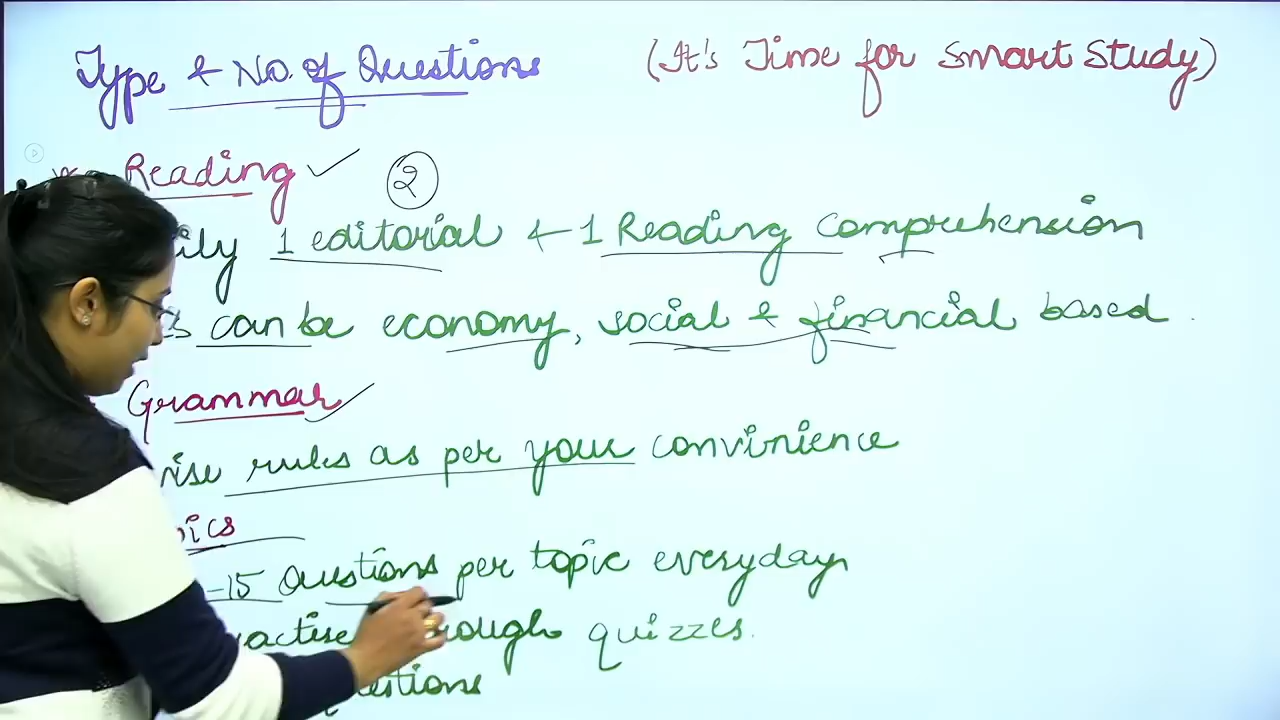 Type & No. of Questions
(It's Time for Smart Study)
Reading
2
1 editorial + 1 Reading Comprehension
can be economy, social & financial based.
Grammar
rules as per your convinience
-15 Questions per topic everyday
quizzes.